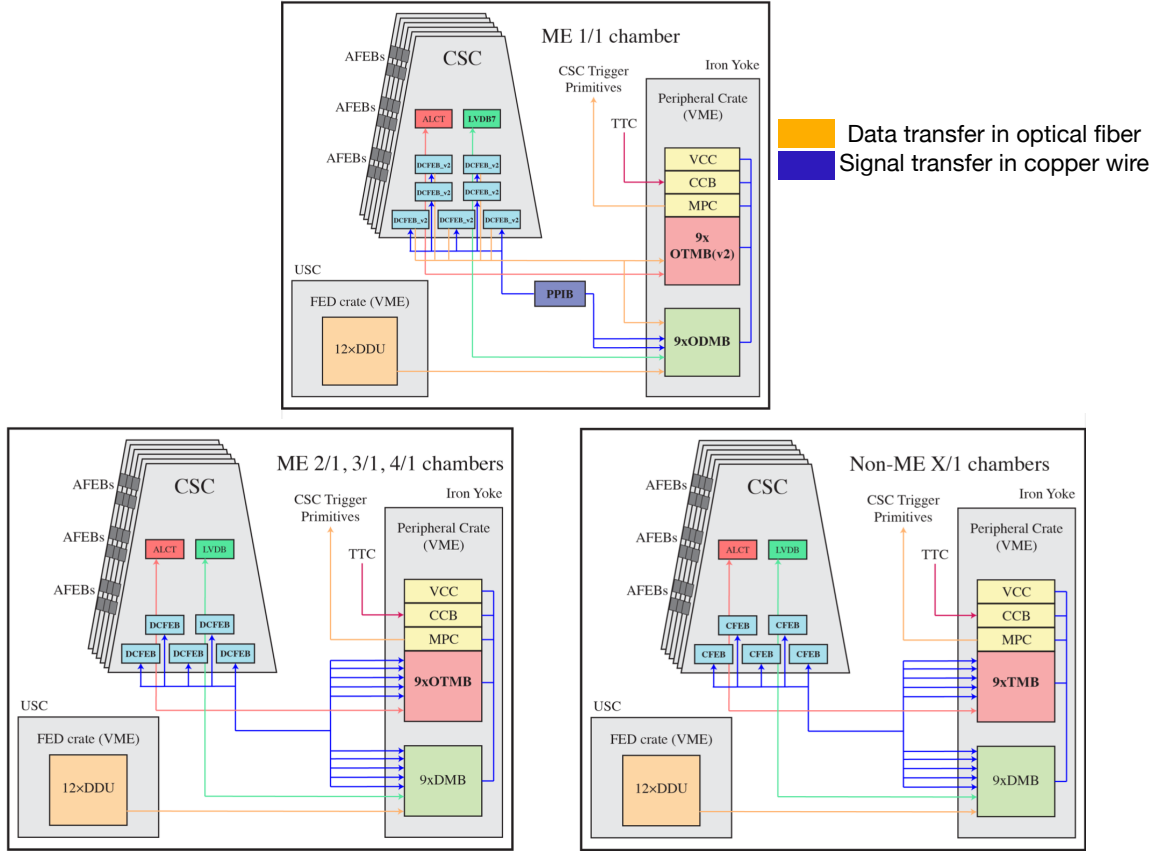 ME 1/1 chamber
CSC
AFEBs
AFEBs
AFEBs
ALCT
LVDB7
DCFEB_v2
DCFEB_v2
DCFEB_v2
DCFEB_v2
DCFEB_v2
DCFEB_v2
DCFEB_v2
CSC Trigger
Primitives
TTC
Iron Yoke
Peripheral Crate
(VME)
VCC
CCB
MPC
9x
OTMB(v2)
PPIB
9xODMB
USC
FED crate (VME)
12×DDU
Data transfer in optical fiber
Signal transfer in copper wire
ME 2/1, 3/1, 4/1 chambers
CSC
AFEBs
AFEBs
AFEBs
ALCT
LVDB
DCFEB
DCFEB
DCFEB
DCFEB
DCFEB
CSC Trigger
Primitives
TTC
Iron Yoke
Peripheral Crate
(VME)
VCC
CCB
MPC
9xOTMB
9xDMB
USC
FED crate (VME)
12×DDU
Non-ME X/1 chambers
CSC
AFEBs
AFEBs
AFEBs
ALCT
LVDB
CFEB
CFEB
CFEB
CFEB
CFEB
CSC Trigger
Primitives
TTC
Iron Yoke
Peripheral Crate
(VME)
VCC
CCB
MPC
9xTMB
9xDMB
USC
FED crate (VME)
12×DDU